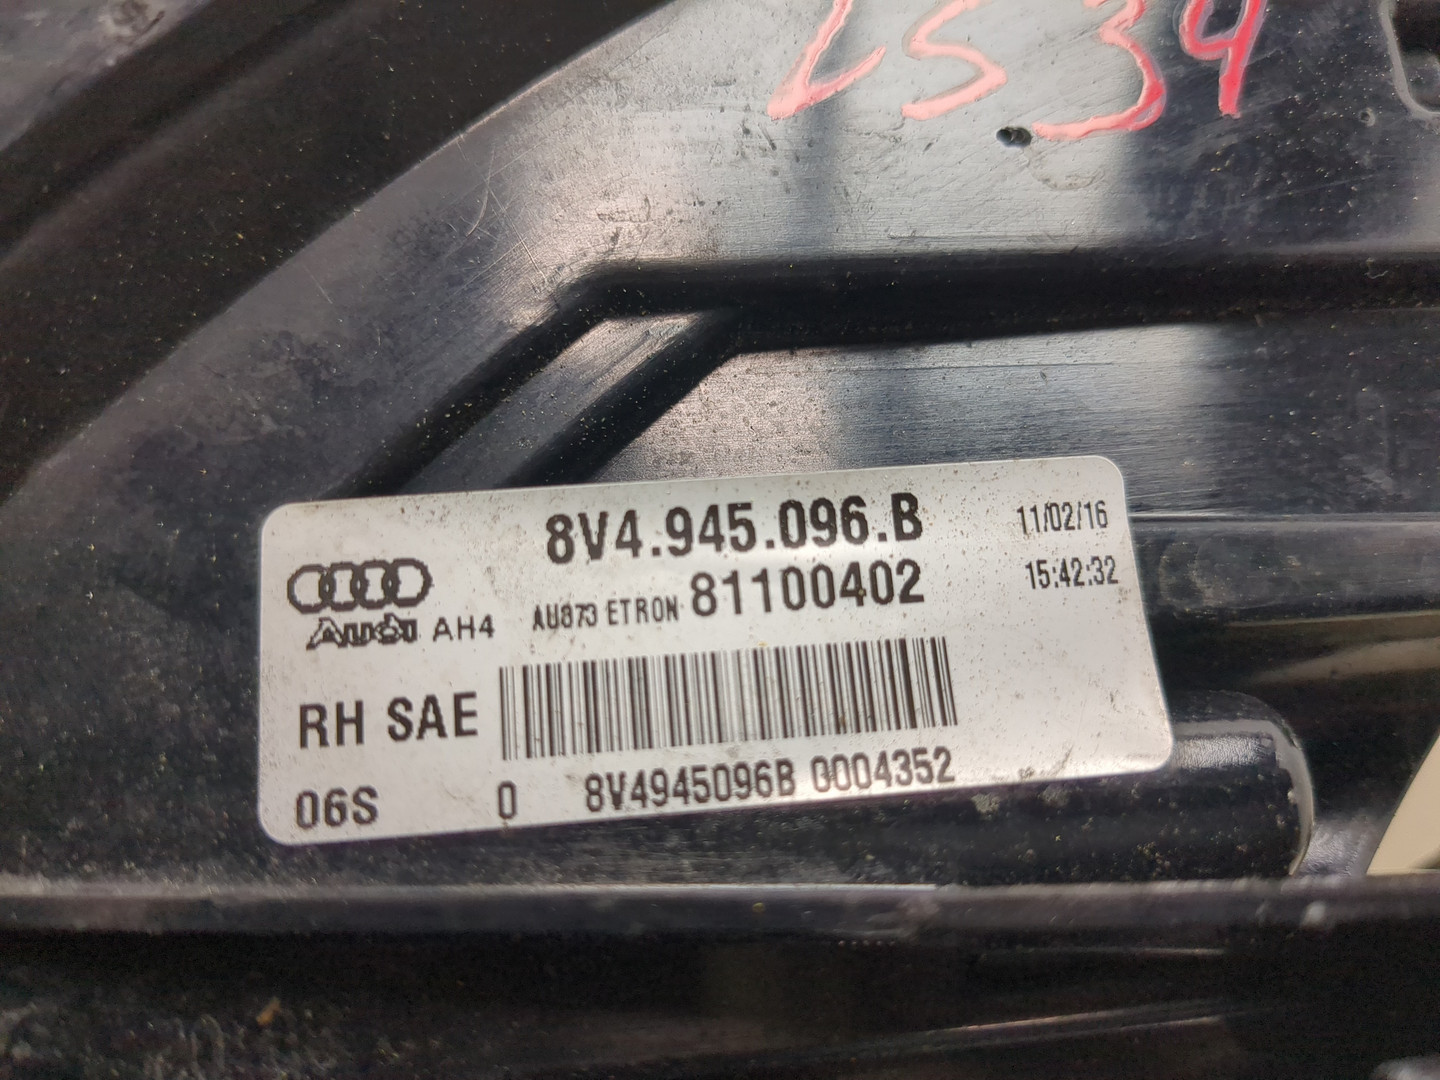 LS34
8V4.945.096.B
11/02/16
AU873 ETRON 81100402
15:42:32
Audi AH4
RH SAE
06S 0 8V4945096B 0004352